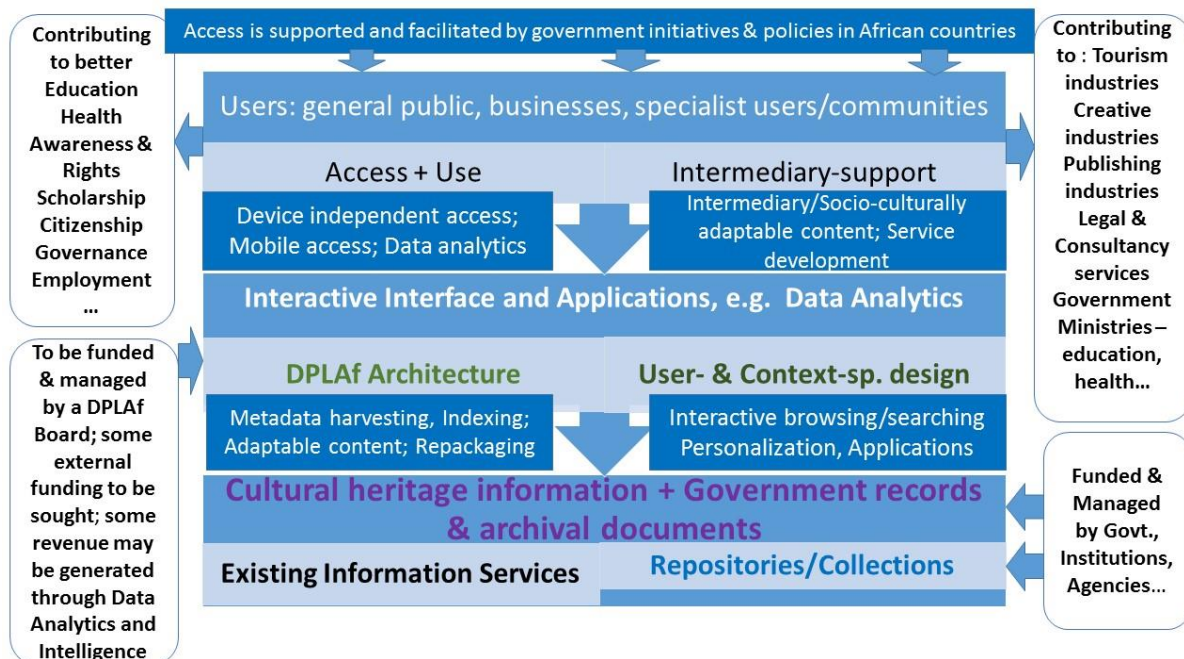 Access is supported and facilitated by government initiatives & policies in African countries
Contributing
to better
Education
Health
Awareness &
Rights
Scholarship
Citizenship
Governance
Employment
...
Users: general public, businesses, specialist users/communities
Access + Use
Intermediary-support
Device independent access;
Mobile access; Data analytics
Intermediary/Socio-culturally
adaptable content; Service
development
Contributing
to : Tourism
industries
Creative
industries
Publishing
industries
Legal &
Consultancy
services
Government
Ministries –
education,
health...
Interactive Interface and Applications, e.g. Data Analytics
To be funded
& managed
by a DPLAf
Board; some
external
funding to be
sought; some
revenue may
be generated
through Data
Analytics and
Intelligence
DPLAf Architecture
User- & Context-sp. design
Metadata harvesting, Indexing;
Adaptable content; Repackaging
Interactive browsing/searching
Personalization, Applications
Cultural heritage information + Government records
& archival documents
Existing Information Services
Repositories/Collections
Funded &
Managed
by Govt.,
Institutions,
Agencies...